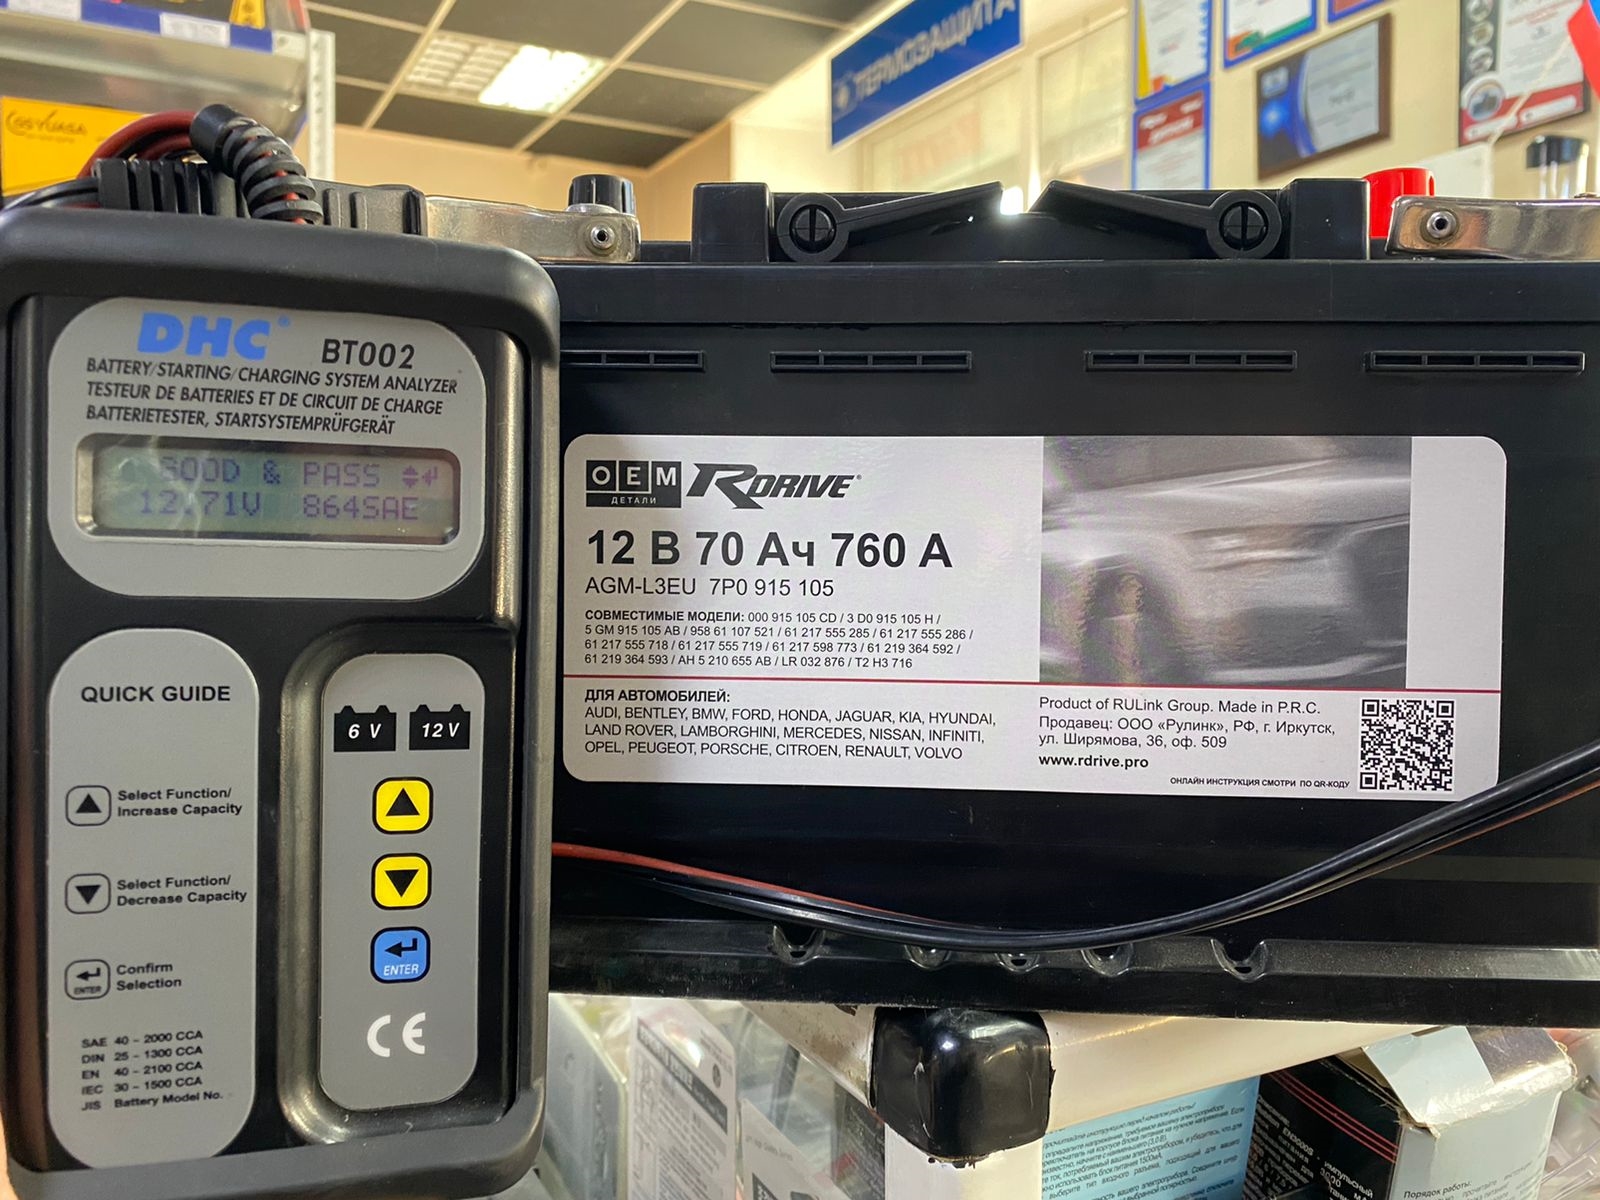 GS YUASA
ТЕРМОЗАЩИТА
DHC®
BT002
BATTERY/STARTING/CHARGING SYSTEM ANALYZER
TESTEUR DE BATTERIES ET DE CIRCUIT DE CHARGE
BATTERIETESTER, STARTSYSTEMPRÜFGERÄT
GOOD & PASS
12.71V 864SAE
QUICK GUIDE
Select Function/
Increase Capacity
Select Function/
Decrease Capacity
ENTER
Confirm
Selection
SAE 40 - 2000 CCA
DIN 25 - 1300 CCA
EN 40 - 2100 CCA
IEC 30 - 1500 CCA
JIS Battery Model No.
6 V
12 V
ENTER
CE
OEM
ДЕТАЛИ
RDRIVE®
12 В 70 Ач 760 А
AGM-L3EU 7P0 915 105
СОВМЕСТИМЫЕ МОДЕЛИ: 000 915 105 CD / 3 D0 915 105 H /
5 GM 915 105 AB / 958 61 107 521 / 61 217 555 285 / 61 217 555 286 /
61 217 555 718 / 61 217 555 719 / 61 217 598 773 / 61 219 364 592 /
61 219 364 593 / AH 5 210 655 AB / LR 032 876 / T2 H3 716
ДЛЯ АВТОМОБИЛЕЙ:
AUDI, BENTLEY, BMW, FORD, HONDA, JAGUAR, KIA, HYUNDAI,
LAND ROVER, LAMBORGHINI, MERCEDES, NISSAN, INFINITI,
OPEL, PEUGEOT, PORSCHE, CITROEN, RENAULT, VOLVO
Product of RULink Group. Made in P.R.C.
Продавец: ООО «Рулинк», РФ, г. Иркутск,
ул. Ширямова, 36, оф. 509
www.rdrive.pro
ОНЛАЙН ИНСТРУКЦИЯ СМОТРИ ПО QR-КОДУ
Порядок работы: